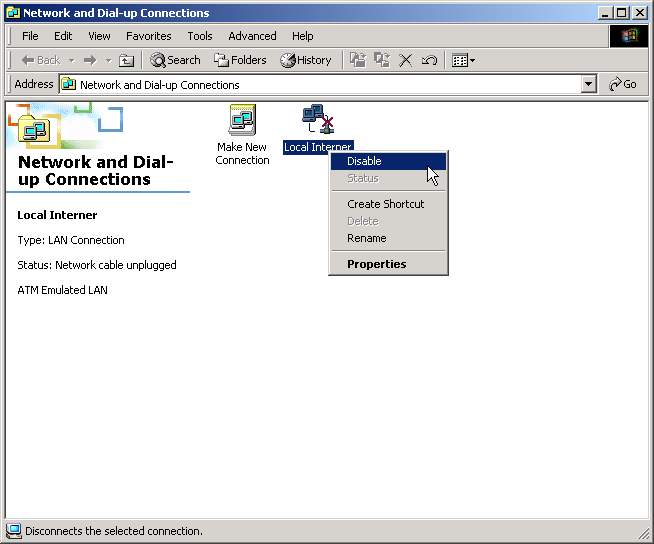 Network and Dial-up Connections
File Edit View Favorites Tools Advanced Help
Back Search Folders History
Address Network and Dial-up Connections Go
Network and Dial-
up Connections
Local Interner
Type: LAN Connection
Status: Network cable unplugged
ATM Emulated LAN
Make New
Connection
Local Interner
Disable
Status
Create Shortcut
Delete
Rename
Properties
Disconnects the selected connection.